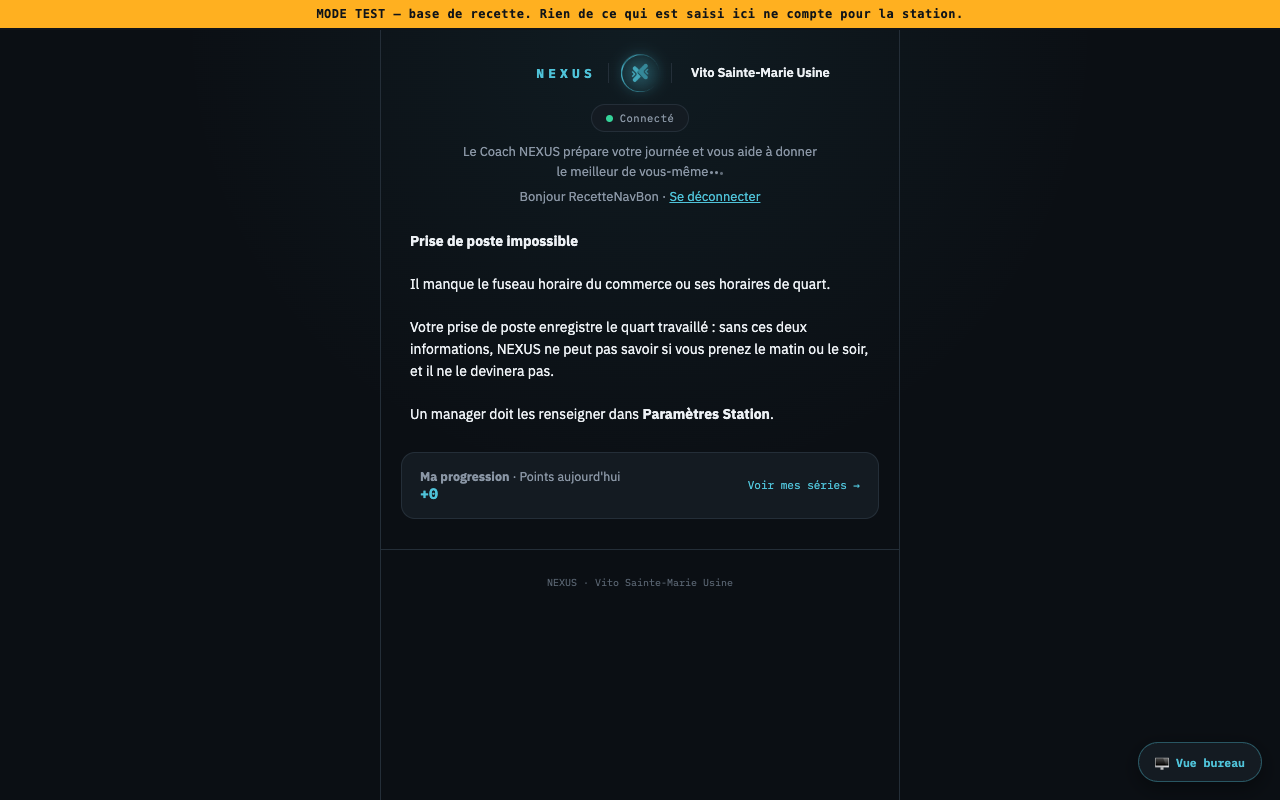 MODE TEST — base de recette. Rien de ce qui est saisi ici ne compte pour la station.
NEXUS
Vito Sainte-Marie Usine
Connecté
Le Coach NEXUS prépare votre journée et vous aide à donner
le meilleur de vous-même•••
Bonjour RecetteNavBon · Se déconnecter
Prise de poste impossible
Il manque le fuseau horaire du commerce ou ses horaires de quart.
Votre prise de poste enregistre le quart travaillé : sans ces deux
informations, NEXUS ne peut pas savoir si vous prenez le matin ou le soir,
et il ne le devinera pas.
Un manager doit les renseigner dans Paramètres Station.
Ma progression · Points aujourd'hui
+0
Voir mes séries →
NEXUS · Vito Sainte-Marie Usine
Vue bureau